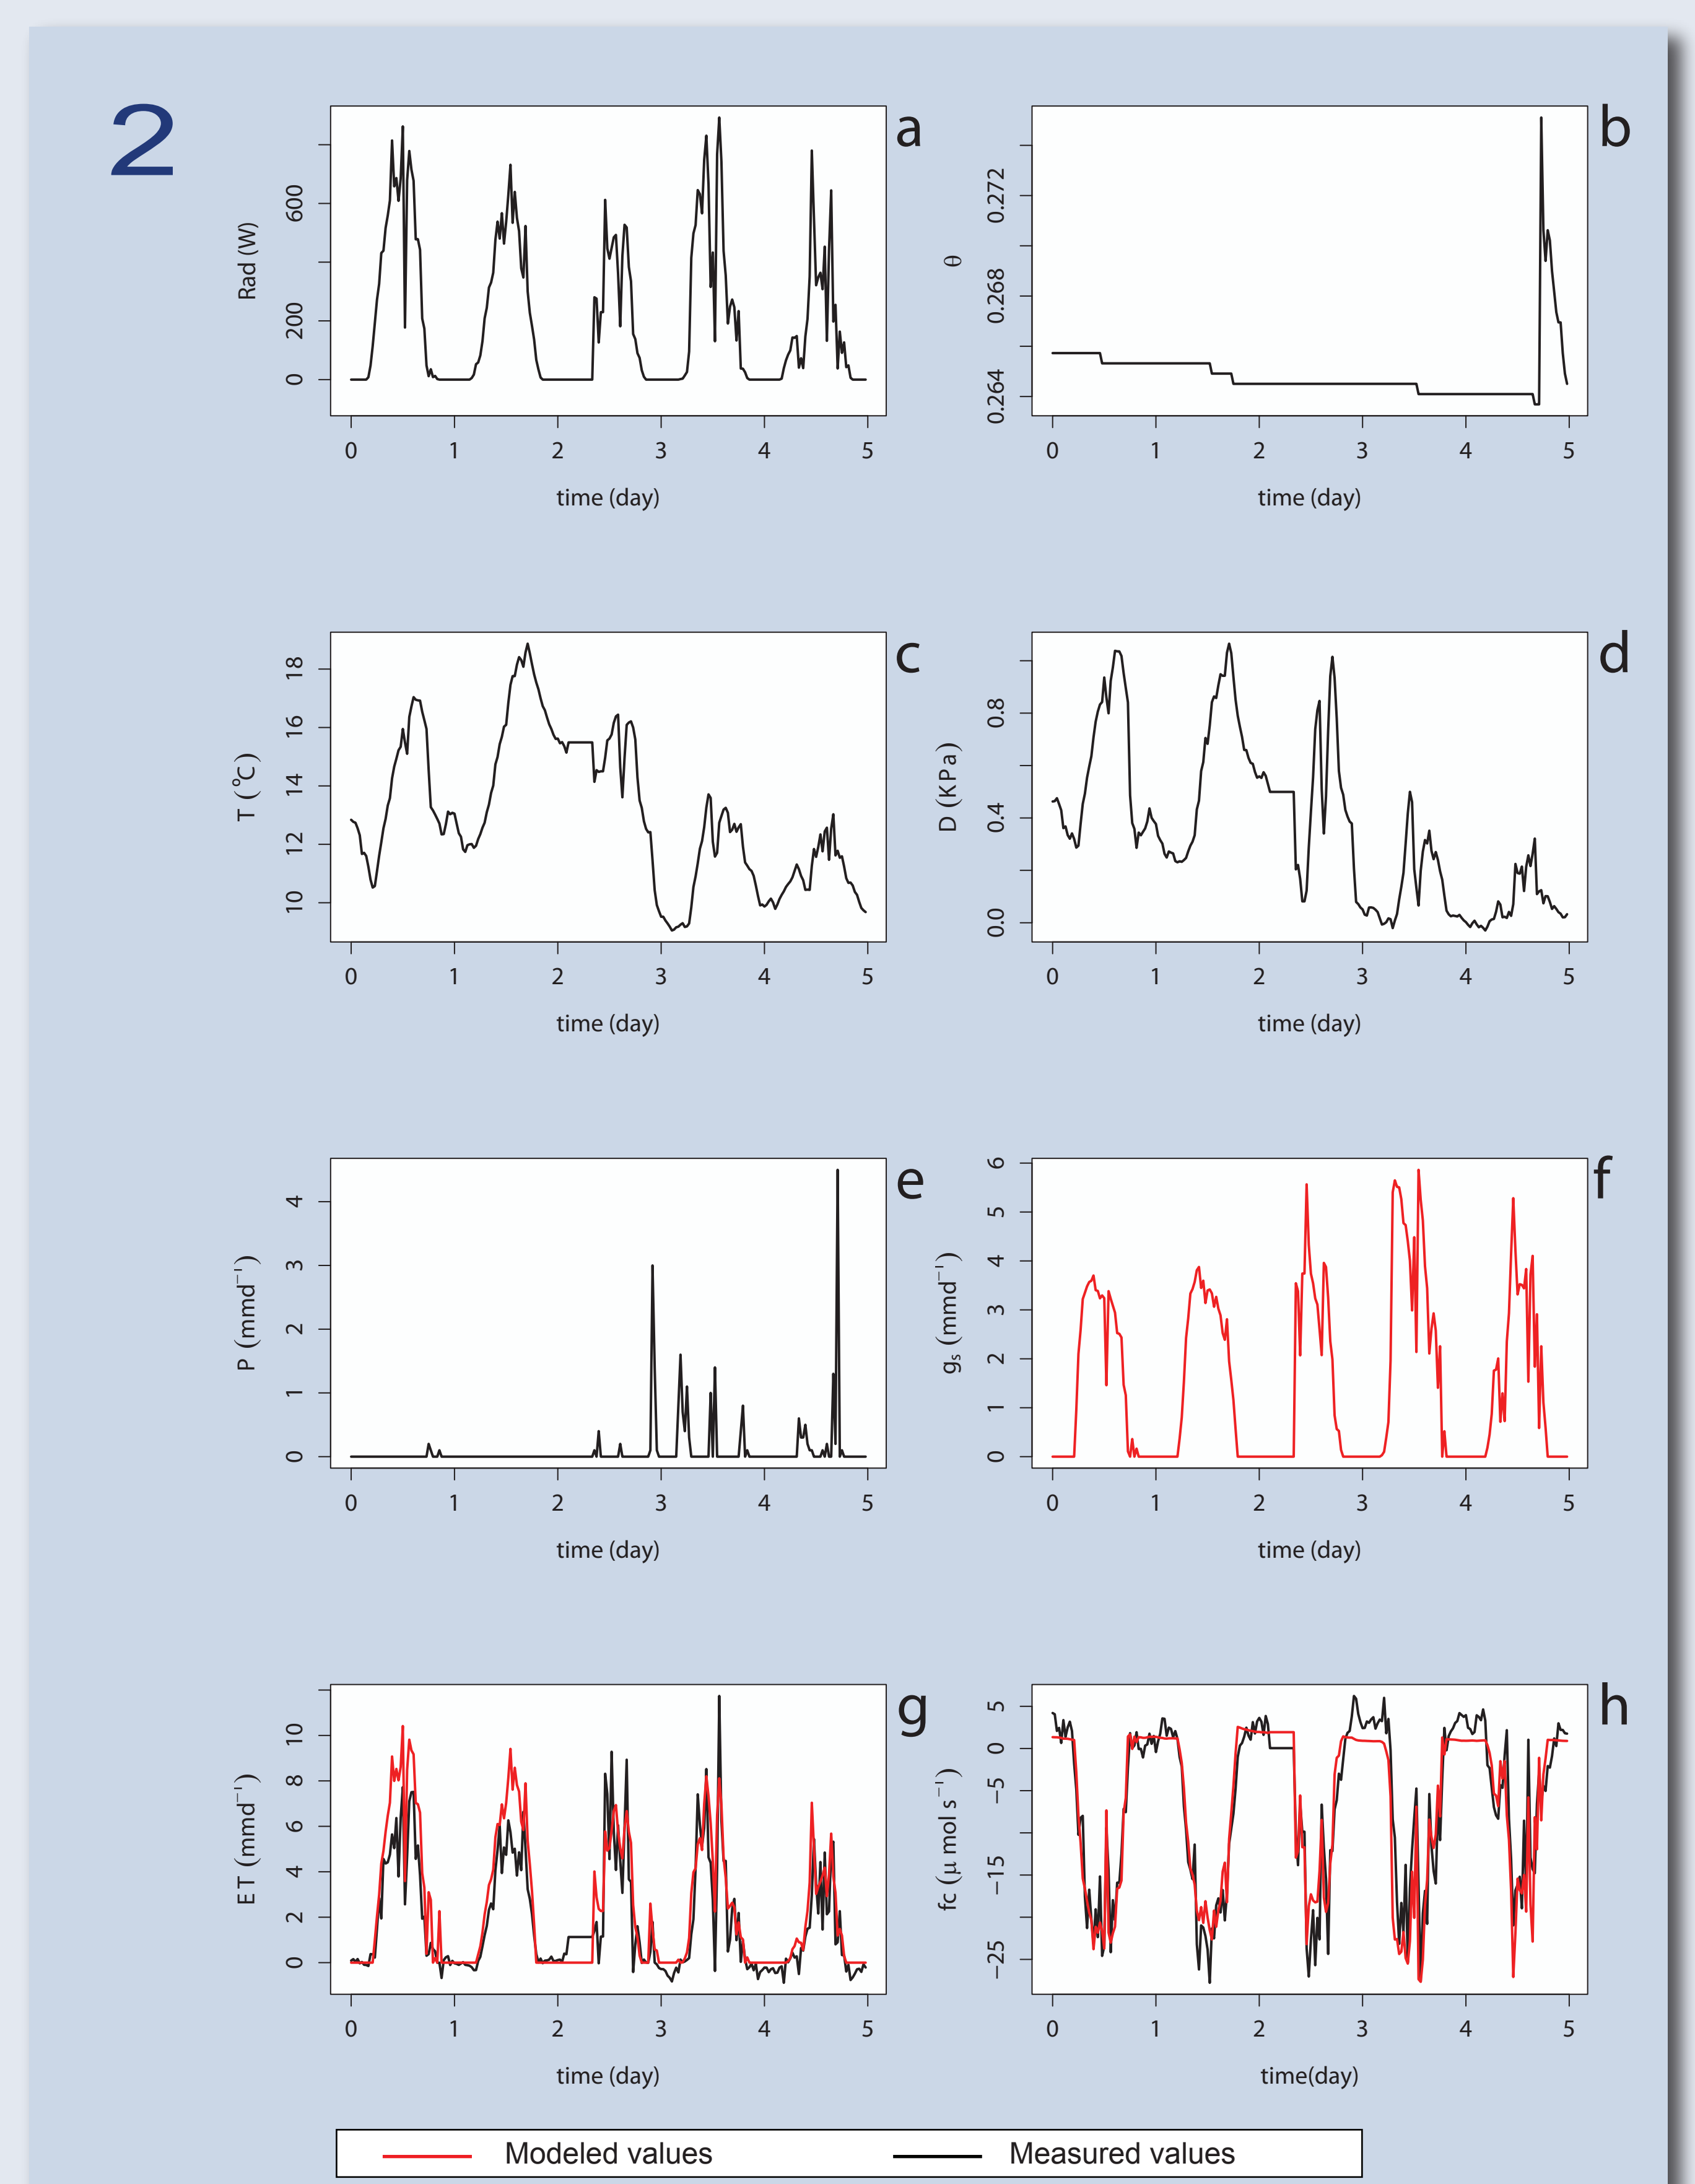 2
a
Rad (W)
600
200
0
0 1 2 3 4 5
time (day)
b
θ
0.272
0.268
0.264
0 1 2 3 4 5
time (day)
c
T (°C)
18
16
14
12
10
0 1 2 3 4 5
time (day)
d
D (KPa)
0.8
0.4
0.0
0 1 2 3 4 5
time (day)
e
P (mmd⁻¹)
4
3
2
1
0
0 1 2 3 4 5
time (day)
f
gₛ (mmd⁻¹)
6
5
4
3
2
1
0
0 1 2 3 4 5
time (day)
g
ET (mmd⁻¹)
10
8
6
4
2
0
0 1 2 3 4 5
time (day)
h
fc (μ mol s⁻¹)
5
0
−5
−15
−25
0 1 2 3 4 5
time(day)
Modeled values Measured values